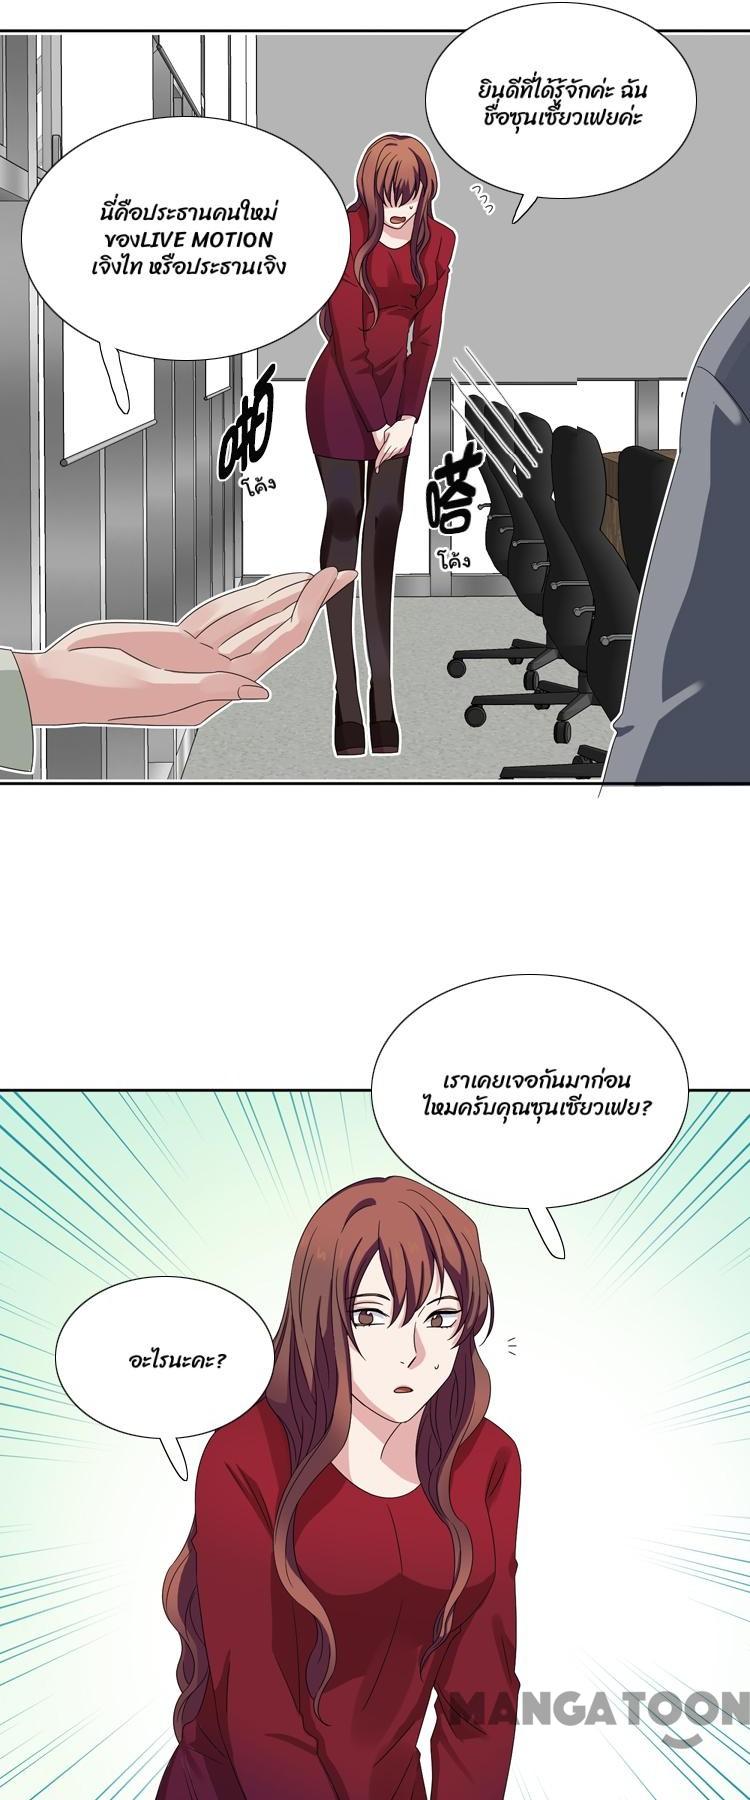 ยินดีที่ได้รู้จักค่ะ ฉัน
ชื่อซุนเซียวเฟยค่ะ
นี่คือประธานคนใหม่
ของLIVE MOTION
เจิงไท หรือประธานเจิง
啪
โค้ง
嗒
โค้ง
เราเคยเจอกันมาก่อน
ไหมครับคุณซุนเซียวเฟย?
อะไรนะคะ?
MANGATOON